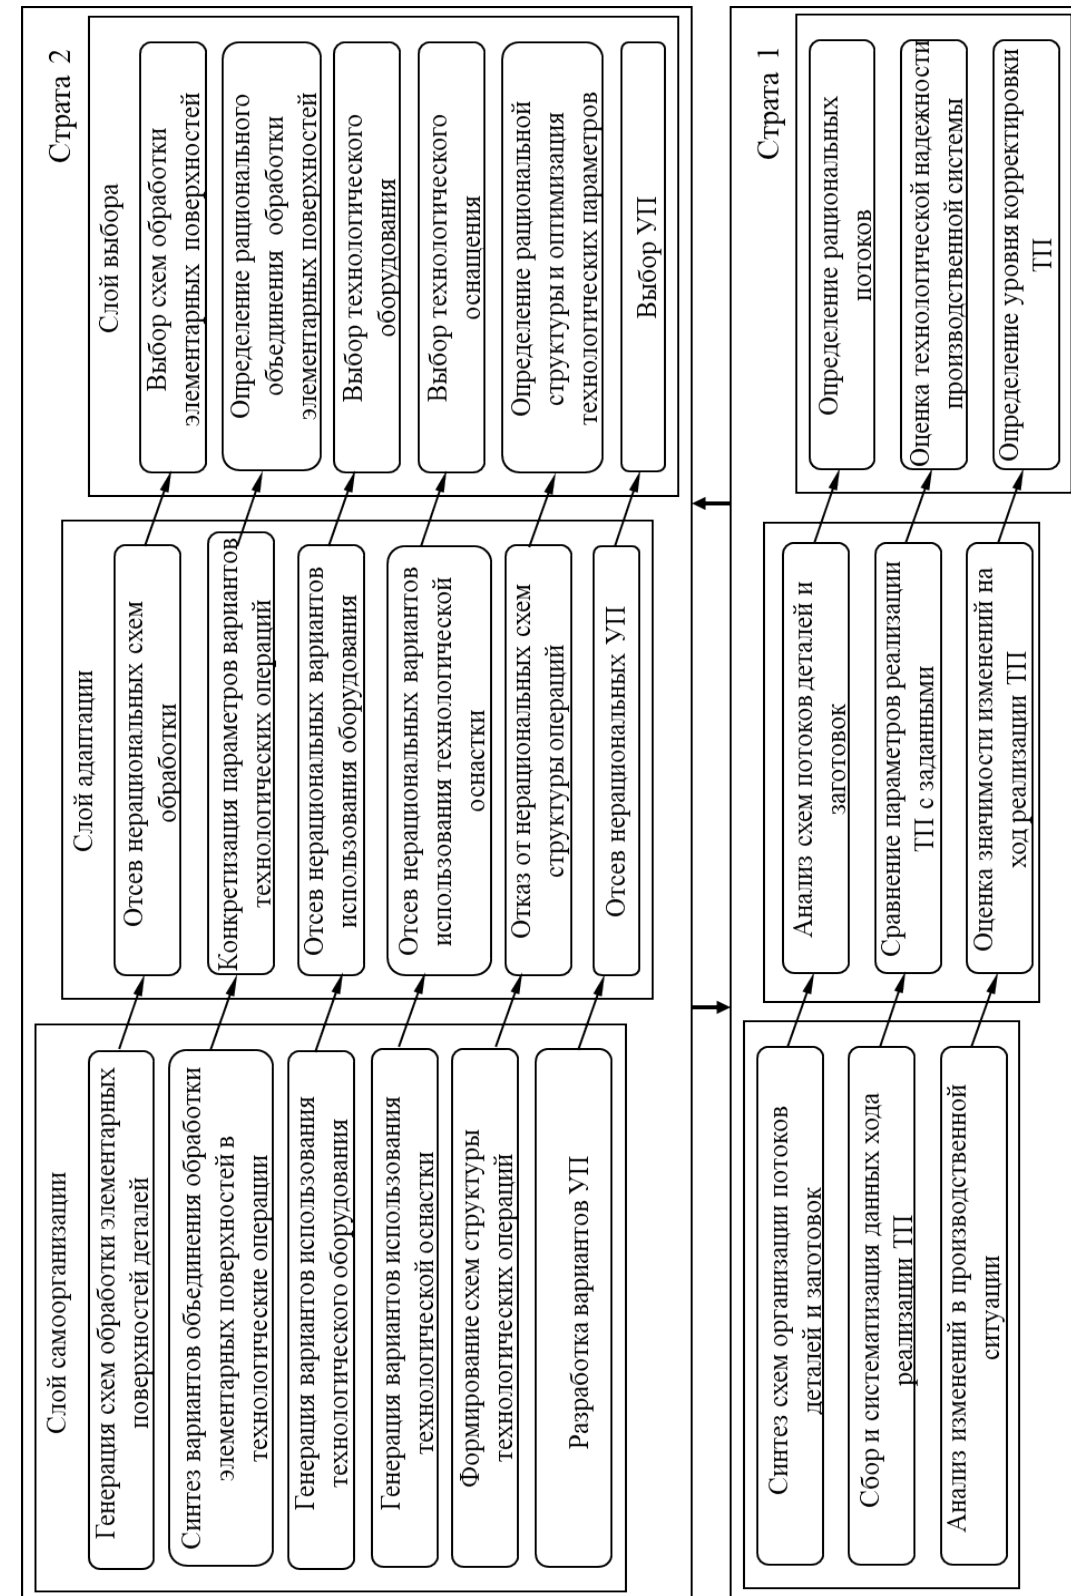 Страта 2
Слой самоорганизации
Генерация схем обработки элементарных
поверхностей деталей
Синтез вариантов объединения обработки
элементарных поверхностей в
технологические операции
Генерация вариантов использования
технологического оборудования
Генерация вариантов использования
технологической оснастки
Формирование схем структуры
технологических операций
Разработка вариантов УП
Слой адаптации
Отсев нерациональных схем
обработки
Конкретизация параметров вариантов
технологических операций
Отсев нерациональных вариантов
использования оборудования
Отсев нерациональных вариантов
использования технологической
оснастки
Отказ от нерациональных схем
структуры операций
Отсев нерациональных УП
Слой выбора
Выбор схем обработки
элементарных поверхностей
Определение рационального
объединения обработки
элементарных поверхностей
Выбор технологического
оборудования
Выбор технологического
оснащения
Определение рациональной
структуры и оптимизация
технологических параметров
Выбор УП
Страта 1
Синтез схем организации потоков
деталей и заготовок
Сбор и систематизация данных хода
реализации ТП
Анализ изменений в производственной
ситуации
Анализ схем потоков деталей и
заготовок
Сравнение параметров реализации
ТП с заданными
Оценка значимости изменений на
ход реализации ТП
Определение рациональных
потоков
Оценка технологической надежности
производственной системы
Определение уровня корректировки
ТП